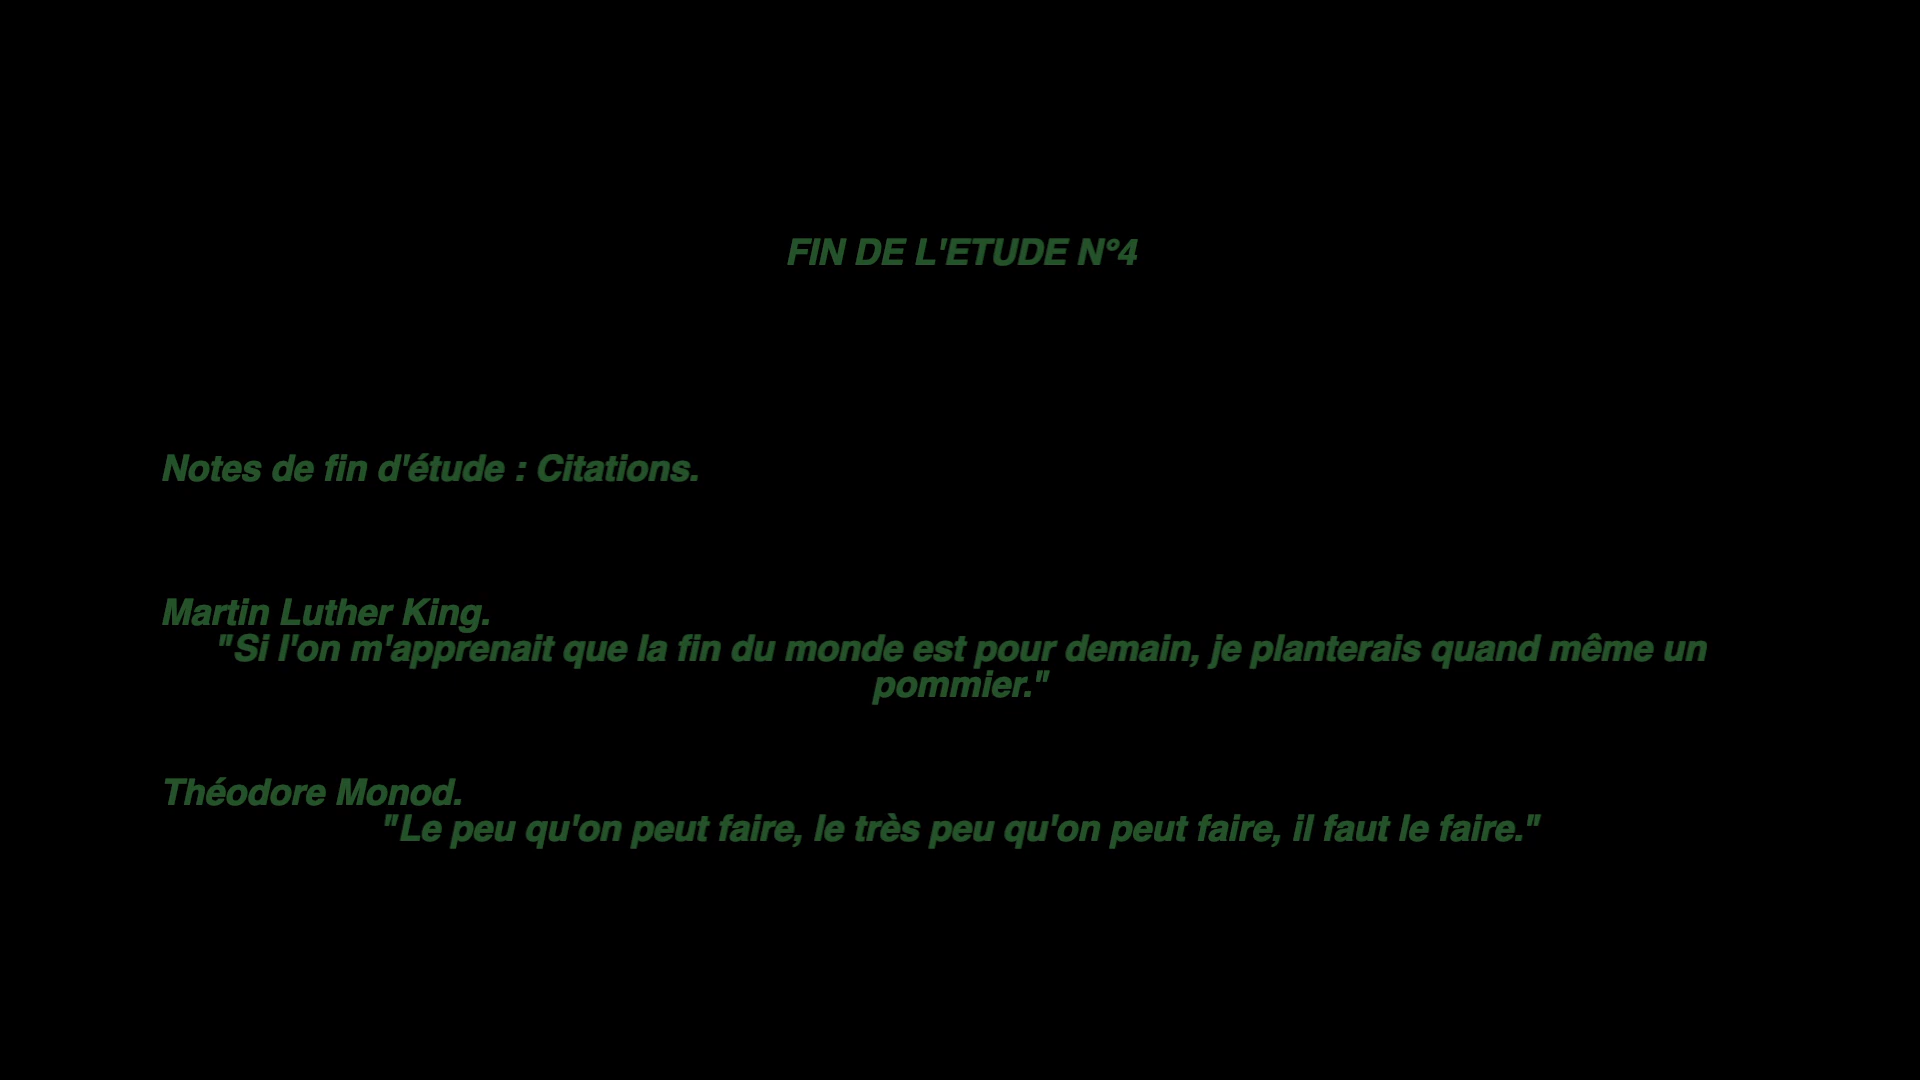 FIN DE L'ETUDE N°4
Notes de fin d'étude : Citations.
Martin Luther King.
"Si l'on m'apprenait que la fin du monde est pour demain, je planterais quand même un
pommier."
Théodore Monod.
"Le peu qu'on peut faire, le très peu qu'on peut faire, il faut le faire."